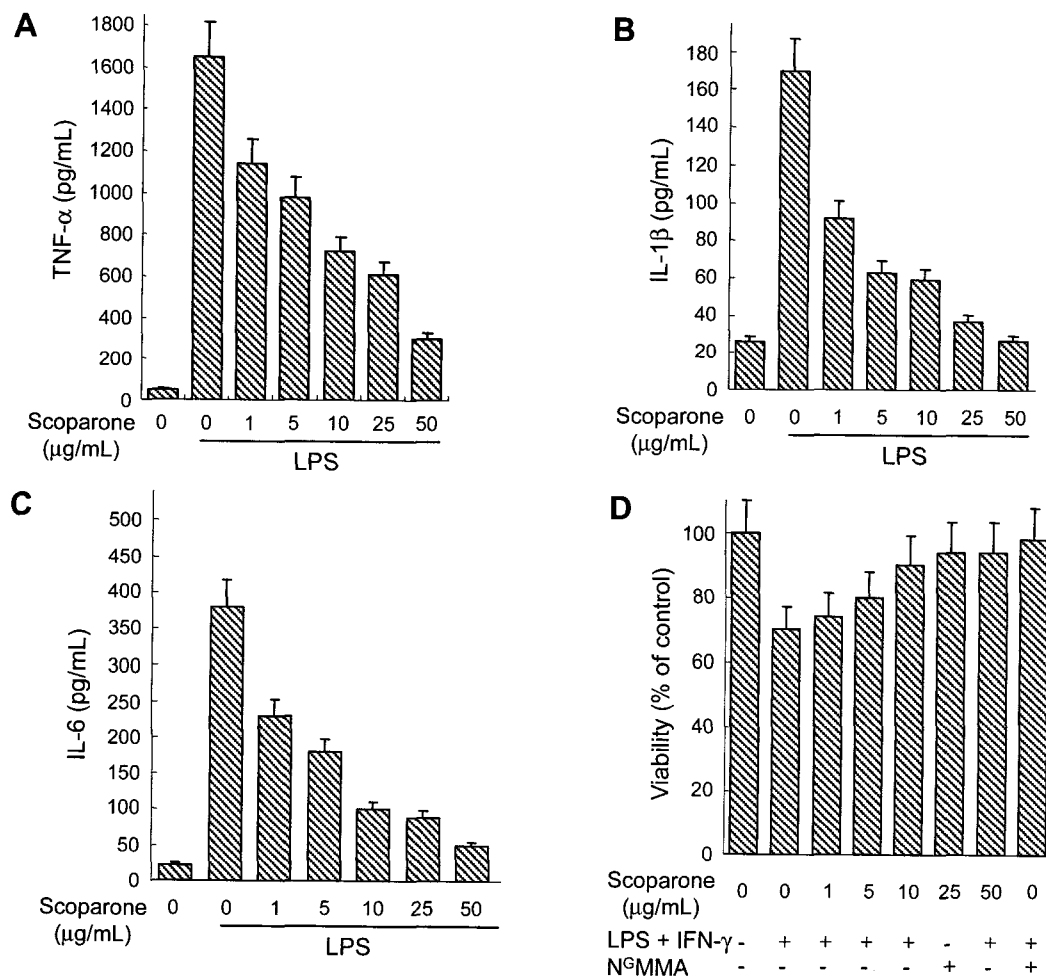 A
TNF-α (pg/mL)
1800
1600
1400
1200
1000
800
600
400
200
0
Scoparone 0 0 1 5 10 25 50
(μg/mL)
LPS
B
IL-1β (pg/mL)
180
160
140
120
100
80
60
40
20
0
Scoparone 0 0 1 5 10 25 50
(μg/mL)
LPS
C
IL-6 (pg/mL)
500
450
400
350
300
250
200
150
100
50
0
Scoparone 0 0 1 5 10 25 50
(μg/mL)
LPS
D
Viability (% of control)
100
80
60
40
20
0
Scoparone 0 0 1 5 10 25 50 0
(μg/mL)
LPS + IFN-γ - + + + + - + +
NᴳMMA - - - - - + - +